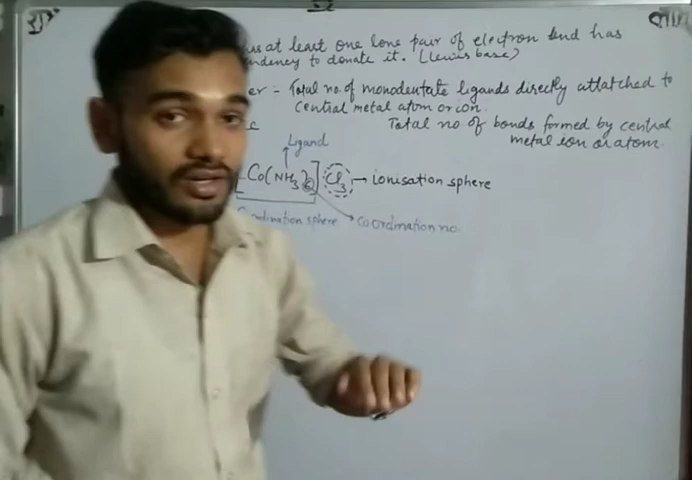 at least one lone pair of electron and has
tendency to donate it. (Lewis base)
er - Total no of monodentate ligands directly attatched to
central metal atom or ion.
Total no of bonds formed by central
metal ion or atom.
Ligand
[Co(NH3)6] Cl3 → ionisation sphere
sphere
Coordination no.